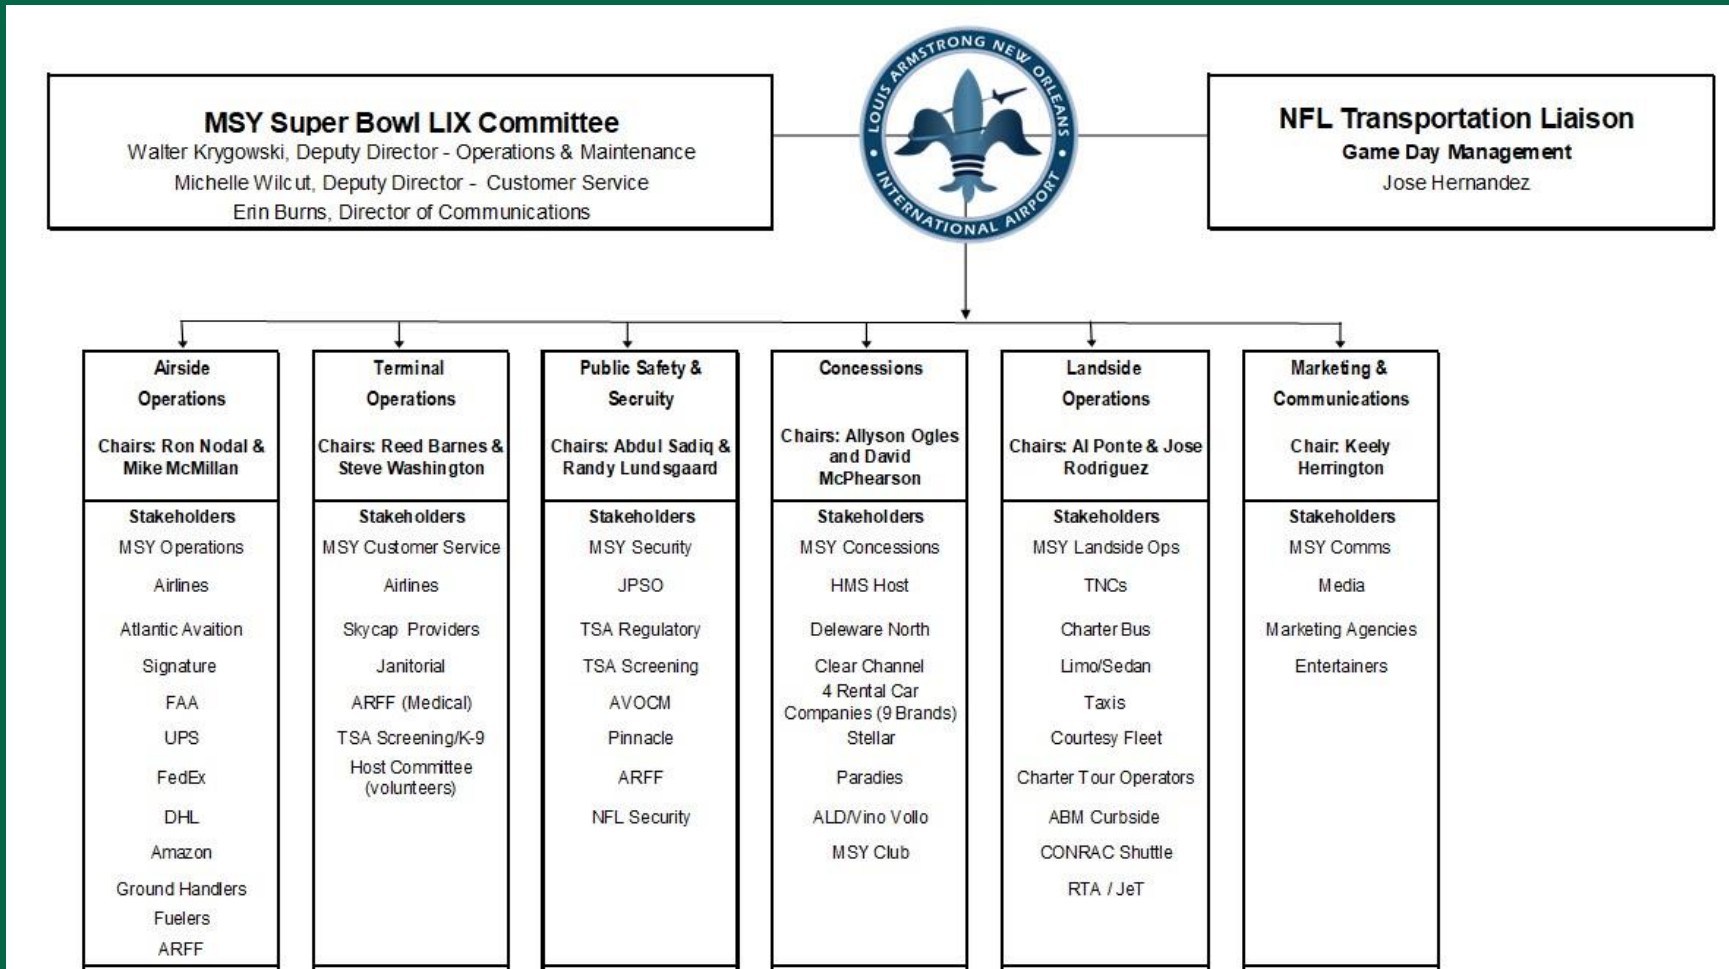 MSY Super Bowl LIX Committee
Walter Krygowski, Deputy Director - Operations & Maintenance
Michelle Wilcut, Deputy Director - Customer Service
Erin Burns, Director of Communications
LOUIS ARMSTRONG NEW ORLEANS
INTERNATIONAL AIRPORT
NFL Transportation Liaison
Game Day Management
Jose Hernandez
Airside
Operations
Chairs: Ron Nodal &
Mike McMillan
Stakeholders
MSY Operations
Airlines
Atlantic Avaition
Signature
FAA
UPS
FedEx
DHL
Amazon
Ground Handlers
Fuelers
ARFF
Terminal
Operations
Chairs: Reed Barnes &
Steve Washington
Stakeholders
MSY Customer Service
Airlines
Skycap Providers
Janitorial
ARFF (Medical)
TSA Screening/K-9
Host Committee
(volunteers)
Public Safety &
Secruity
Chairs: Abdul Sadiq &
Randy Lundsgaard
Stakeholders
MSY Security
JPSO
TSA Regulatory
TSA Screening
AVOCM
Pinnacle
ARFF
NFL Security
Concessions
Chairs: Allyson Ogles
and David
McPhearson
Stakeholders
MSY Concessions
HMS Host
Deleware North
Clear Channel
4 Rental Car
Companies (9 Brands)
Stellar
Paradies
ALD/Vino Vollo
MSY Club
Landside
Operations
Chairs: Al Ponte & Jose
Rodriguez
Stakeholders
MSY Landside Ops
TNCs
Charter Bus
Limo/Sedan
Taxis
Courtesy Fleet
Charter Tour Operators
ABM Curbside
CONRAC Shuttle
RTA / JeT
Marketing &
Communications
Chair: Keely
Herrington
Stakeholders
MSY Comms
Media
Marketing Agencies
Entertainers